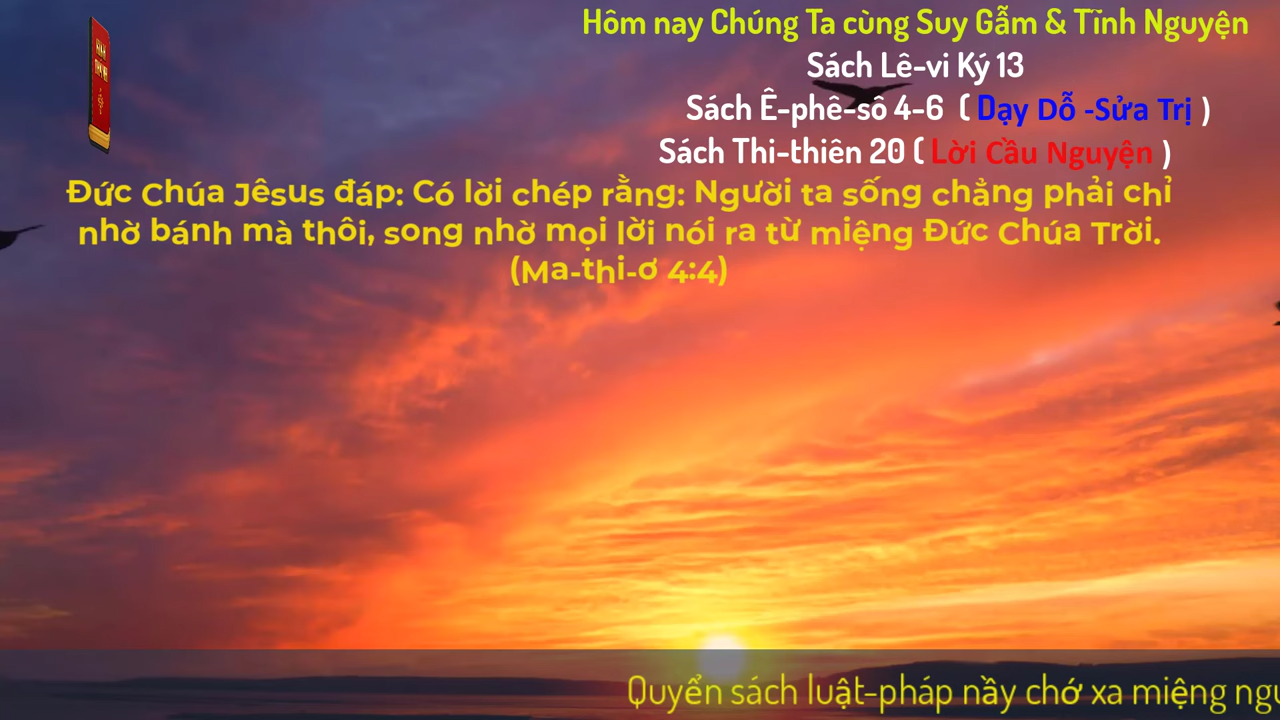 Hôm nay Chúng Ta cùng Suy Gẫm & Tĩnh Nguyện
Sách Lê-vi Ký 13
Sách Ê-phê-sô 4-6 ( Dạy Dỗ -Sửa Trị )
Sách Thi-thiên 20 ( Lời Cầu Nguyện )
Đức Chúa Jêsus đáp: Có lời chép rằng: Người ta sống chẳng phải chỉ
nhờ bánh mà thôi, song nhờ mọi lời nói ra từ miệng Đức Chúa Trời.
(Ma-thi-ơ 4:4)
Quyển sách luật-pháp nầy chớ xa miệng